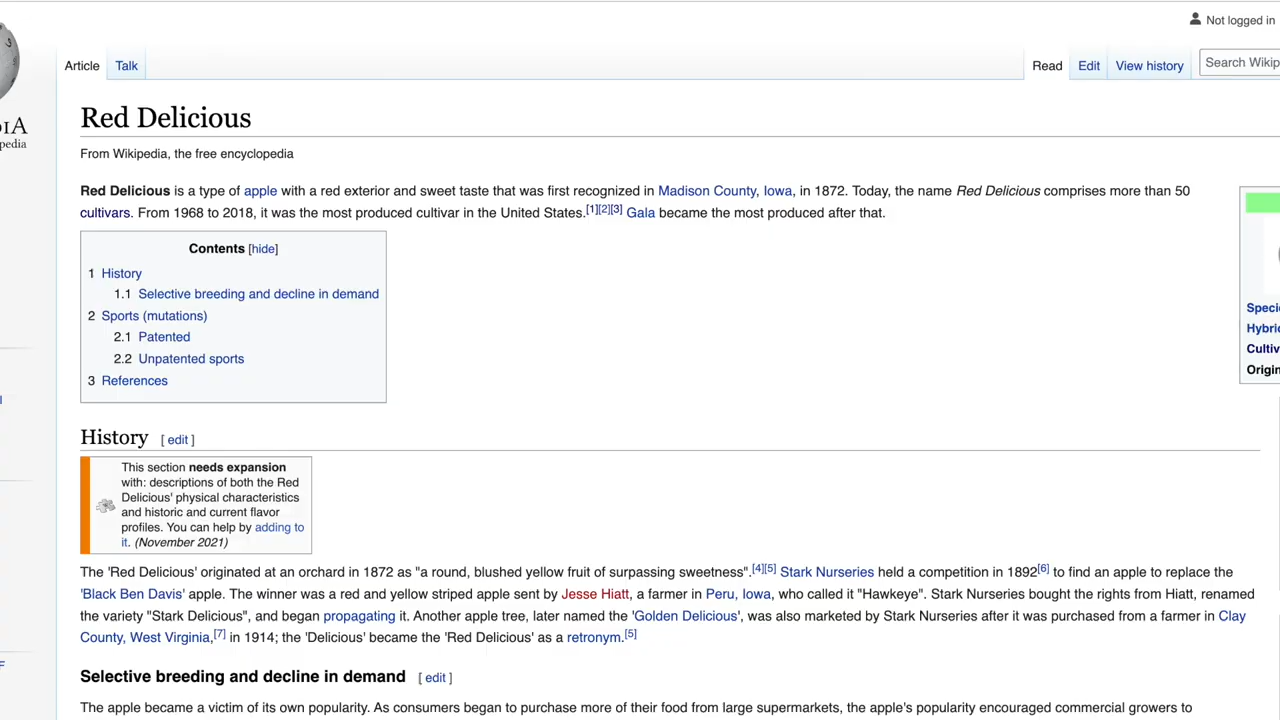 Not logged in
Article Talk Read Edit View history Search Wikip
Red Delicious
From Wikipedia, the free encyclopedia
Red Delicious is a type of apple with a red exterior and sweet taste that was first recognized in Madison County, Iowa, in 1872. Today, the name Red Delicious comprises more than 50
cultivars. From 1968 to 2018, it was the most produced cultivar in the United States.[1][2][3] Gala became the most produced after that.
Contents [hide]
1 History
1.1 Selective breeding and decline in demand
2 Sports (mutations)
2.1 Patented
2.2 Unpatented sports
3 References
Speci
Hybri
Cultiv
Origin
History [ edit ]
This section needs expansion
with: descriptions of both the Red
Delicious' physical characteristics
and historic and current flavor
profiles. You can help by adding to
it. (November 2021)
The 'Red Delicious' originated at an orchard in 1872 as "a round, blushed yellow fruit of surpassing sweetness".[4][5] Stark Nurseries held a competition in 1892[6] to find an apple to replace the
'Black Ben Davis' apple. The winner was a red and yellow striped apple sent by Jesse Hiatt, a farmer in Peru, Iowa, who called it "Hawkeye". Stark Nurseries bought the rights from Hiatt, renamed
the variety "Stark Delicious", and began propagating it. Another apple tree, later named the 'Golden Delicious', was also marketed by Stark Nurseries after it was purchased from a farmer in Clay
County, West Virginia,[7] in 1914; the 'Delicious' became the 'Red Delicious' as a retronym.[5]
Selective breeding and decline in demand [ edit ]
The apple became a victim of its own popularity. As consumers began to purchase more of their food from large supermarkets, the apple's popularity encouraged commercial growers to